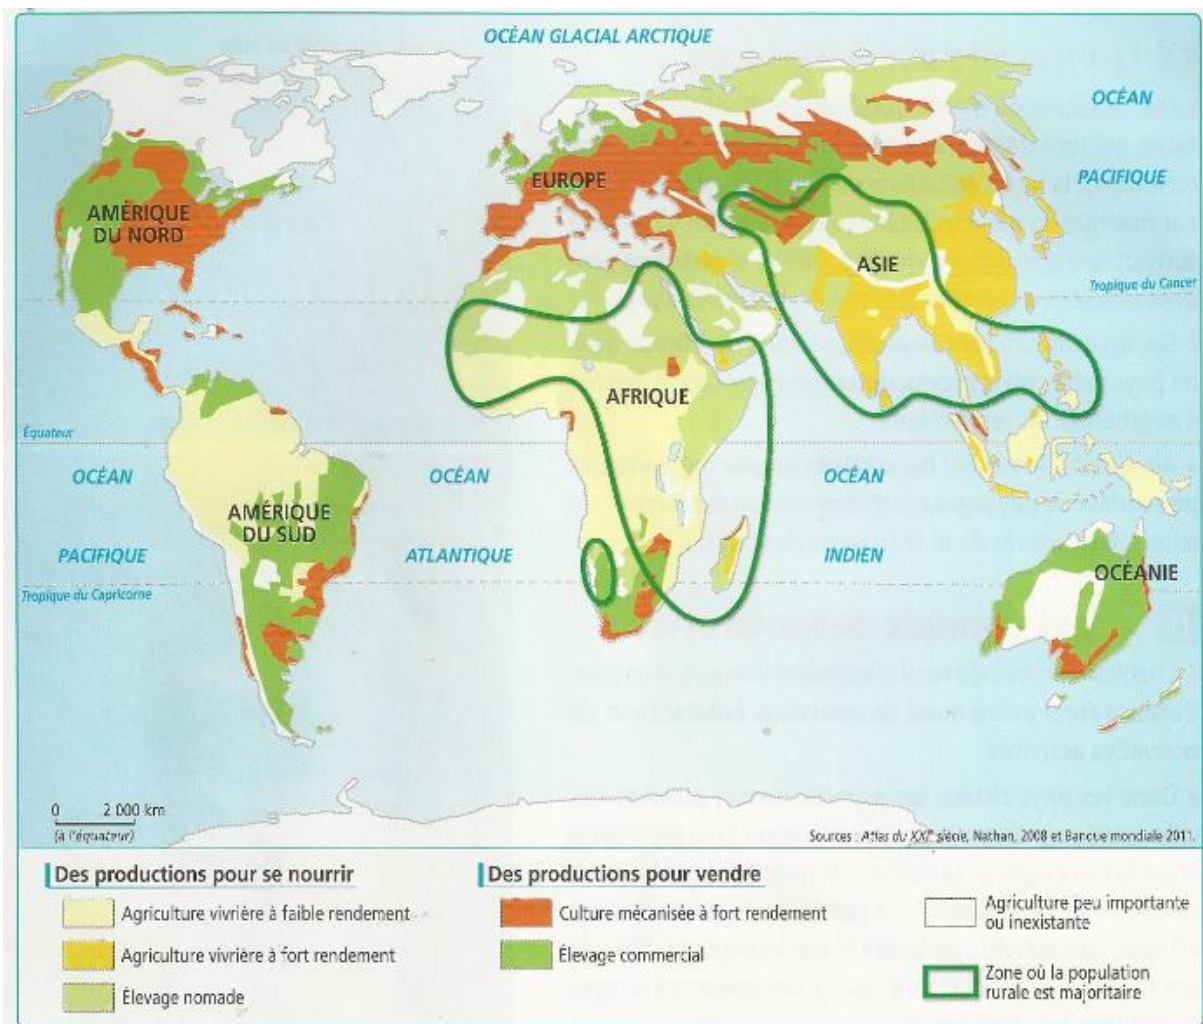 OCÉAN GLACIAL ARCTIQUE
OCÉAN
PACIFIQUE
EUROPE
AMÉRIQUE
DU NORD
ASIE
Tropique du Cancer
AFRIQUE
Équateur
OCÉAN
OCÉAN
OCÉAN
AMÉRIQUE
DU SUD
PACIFIQUE
ATLANTIQUE
INDIEN
OCÉANIE
Tropique du Capricorne
0 2 000 km
(à l'équateur)
Sources : Atlas du XXIe siècle, Nathan, 2008 et Banque mondiale 2011.
Des productions pour se nourrir
Agriculture vivrière à faible rendement
Agriculture vivrière à fort rendement
Élevage nomade
Des productions pour vendre
Culture mécanisée à fort rendement
Élevage commercial
Agriculture peu importante
ou inexistante
Zone où la population
rurale est majoritaire